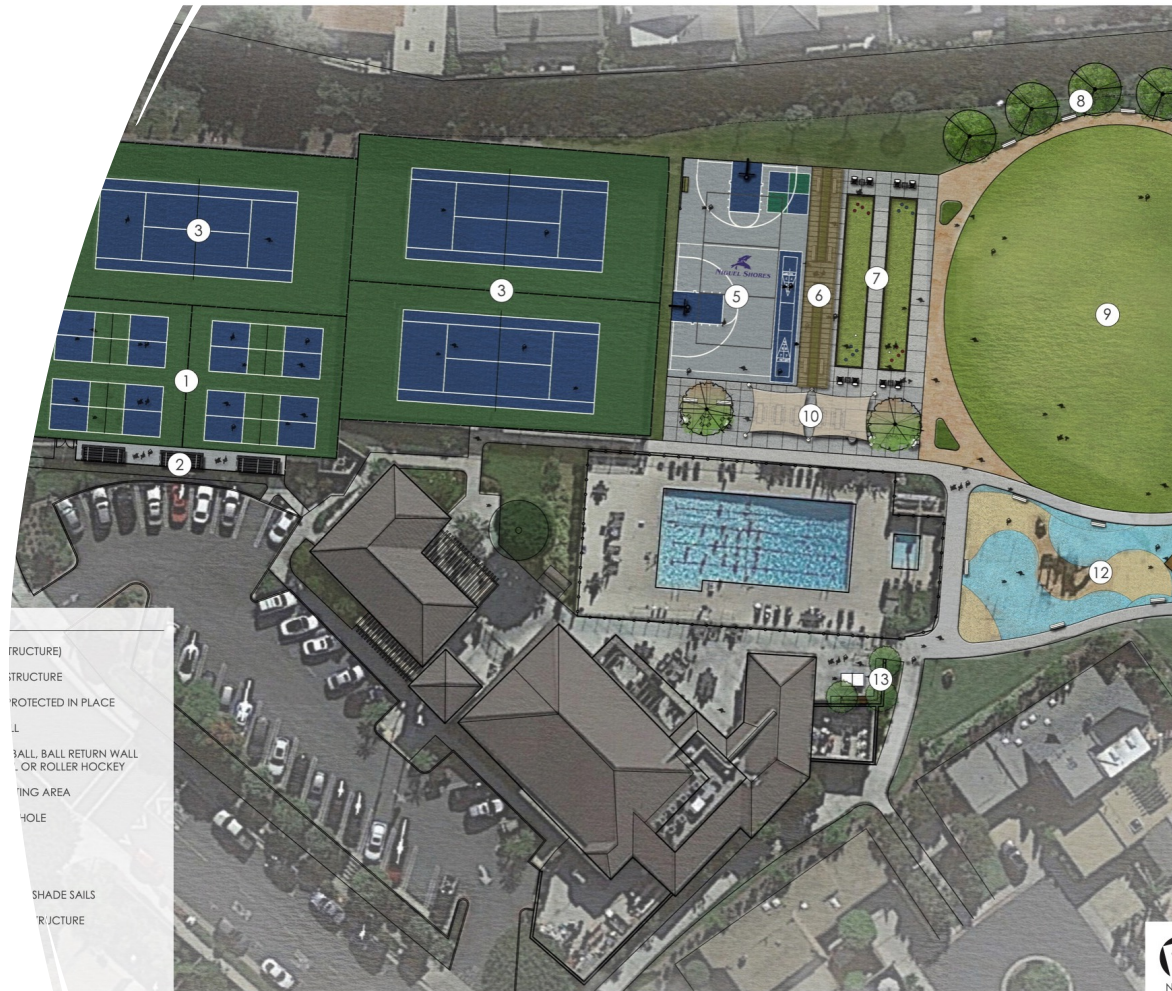 8
3
3
7
5
6
9
1
10
2
12
13
NIGUEL SHORES
TRUCTURE)
STRUCTURE
PROTECTED IN PLACE
LL
BALL, BALL RETURN WALL
L OR ROLLER HOCKEY
TING AREA
HOLE
SHADE SAILS
TRUCTURE
N